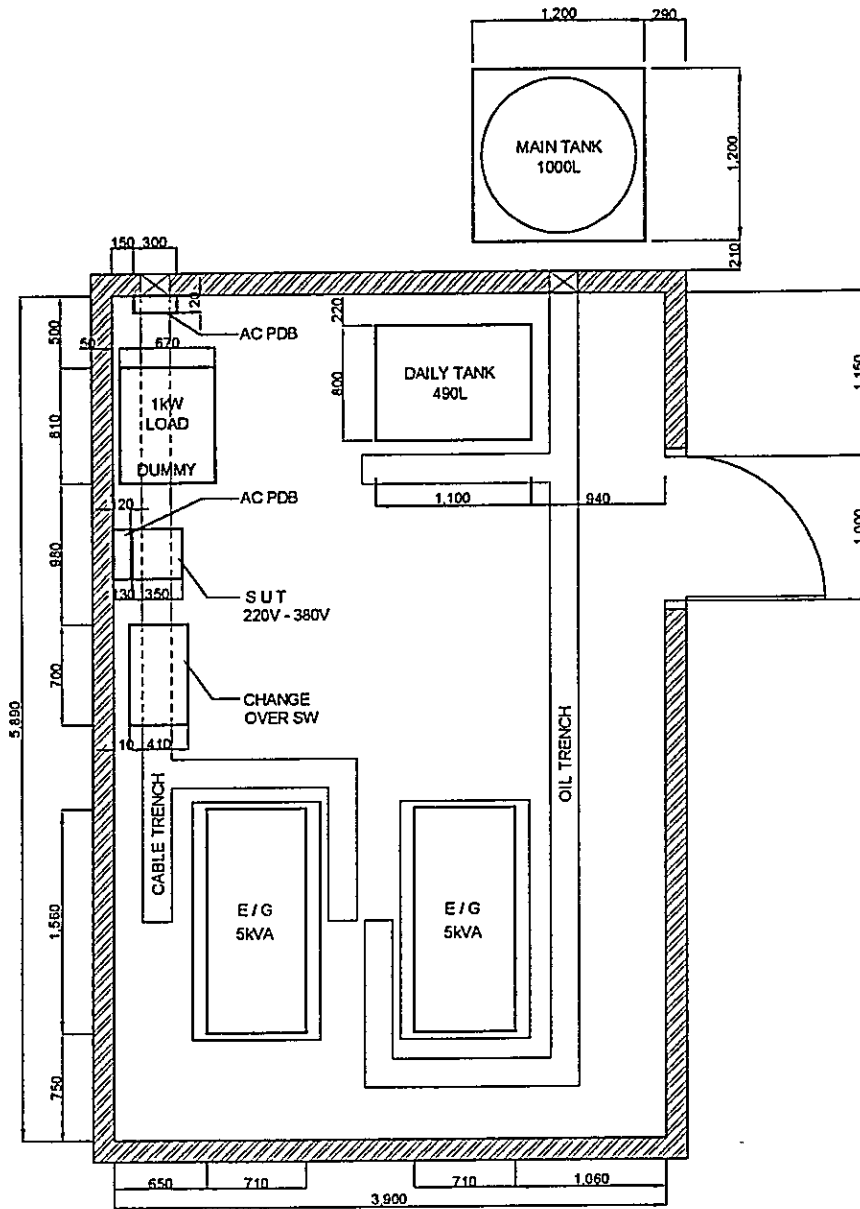 1,200 290
MAIN TANK
1000L
1,200
210
150 300
120
AC PDB
220
500
50 670
800
DAILY TANK
490L
1,150
1kW
LOAD
DUMMY
810
1,100 940
AC PDB
120
1,000
980
130 350
S U T
220V - 380V
700
CHANGE
OVER SW
5,890
10 410
OIL TRENCH
CABLE TRENCH
E / G
5kVA
E / G
5kVA
1,560
750
650 710 710 1,060
3,900